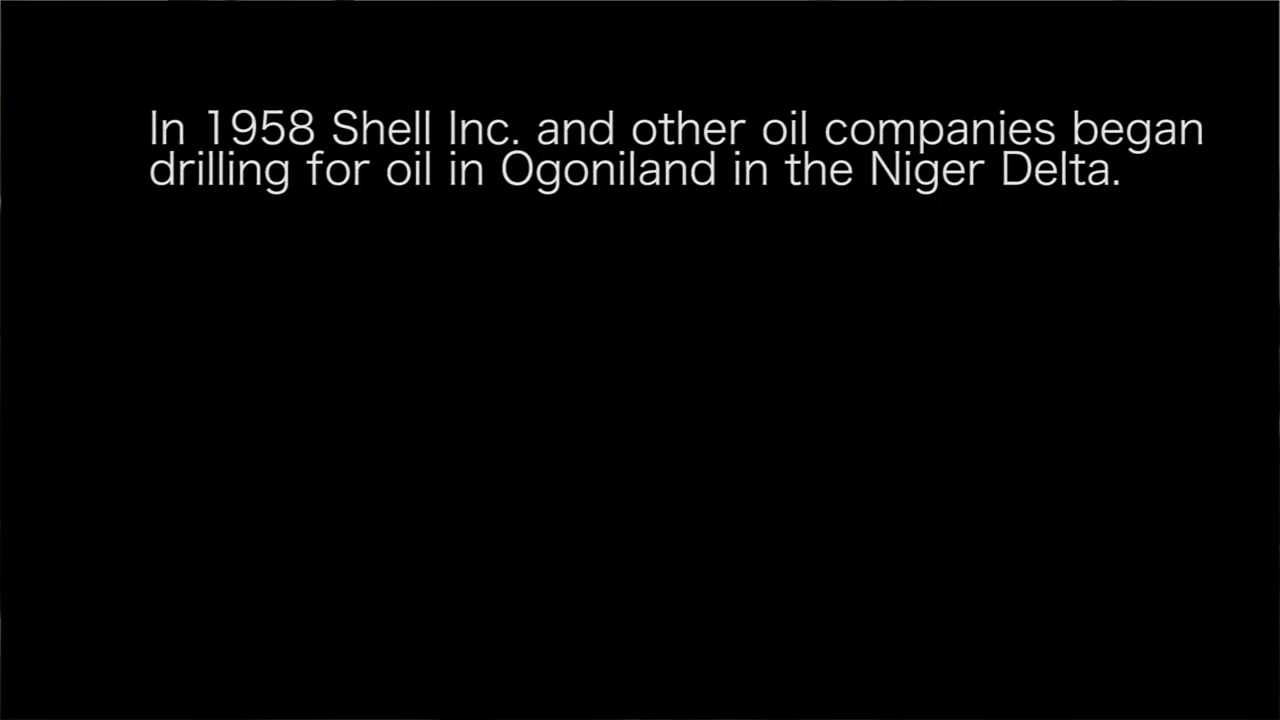 In 1958 Shell Inc. and other oil companies began
drilling for oil in Ogoniland in the Niger Delta.